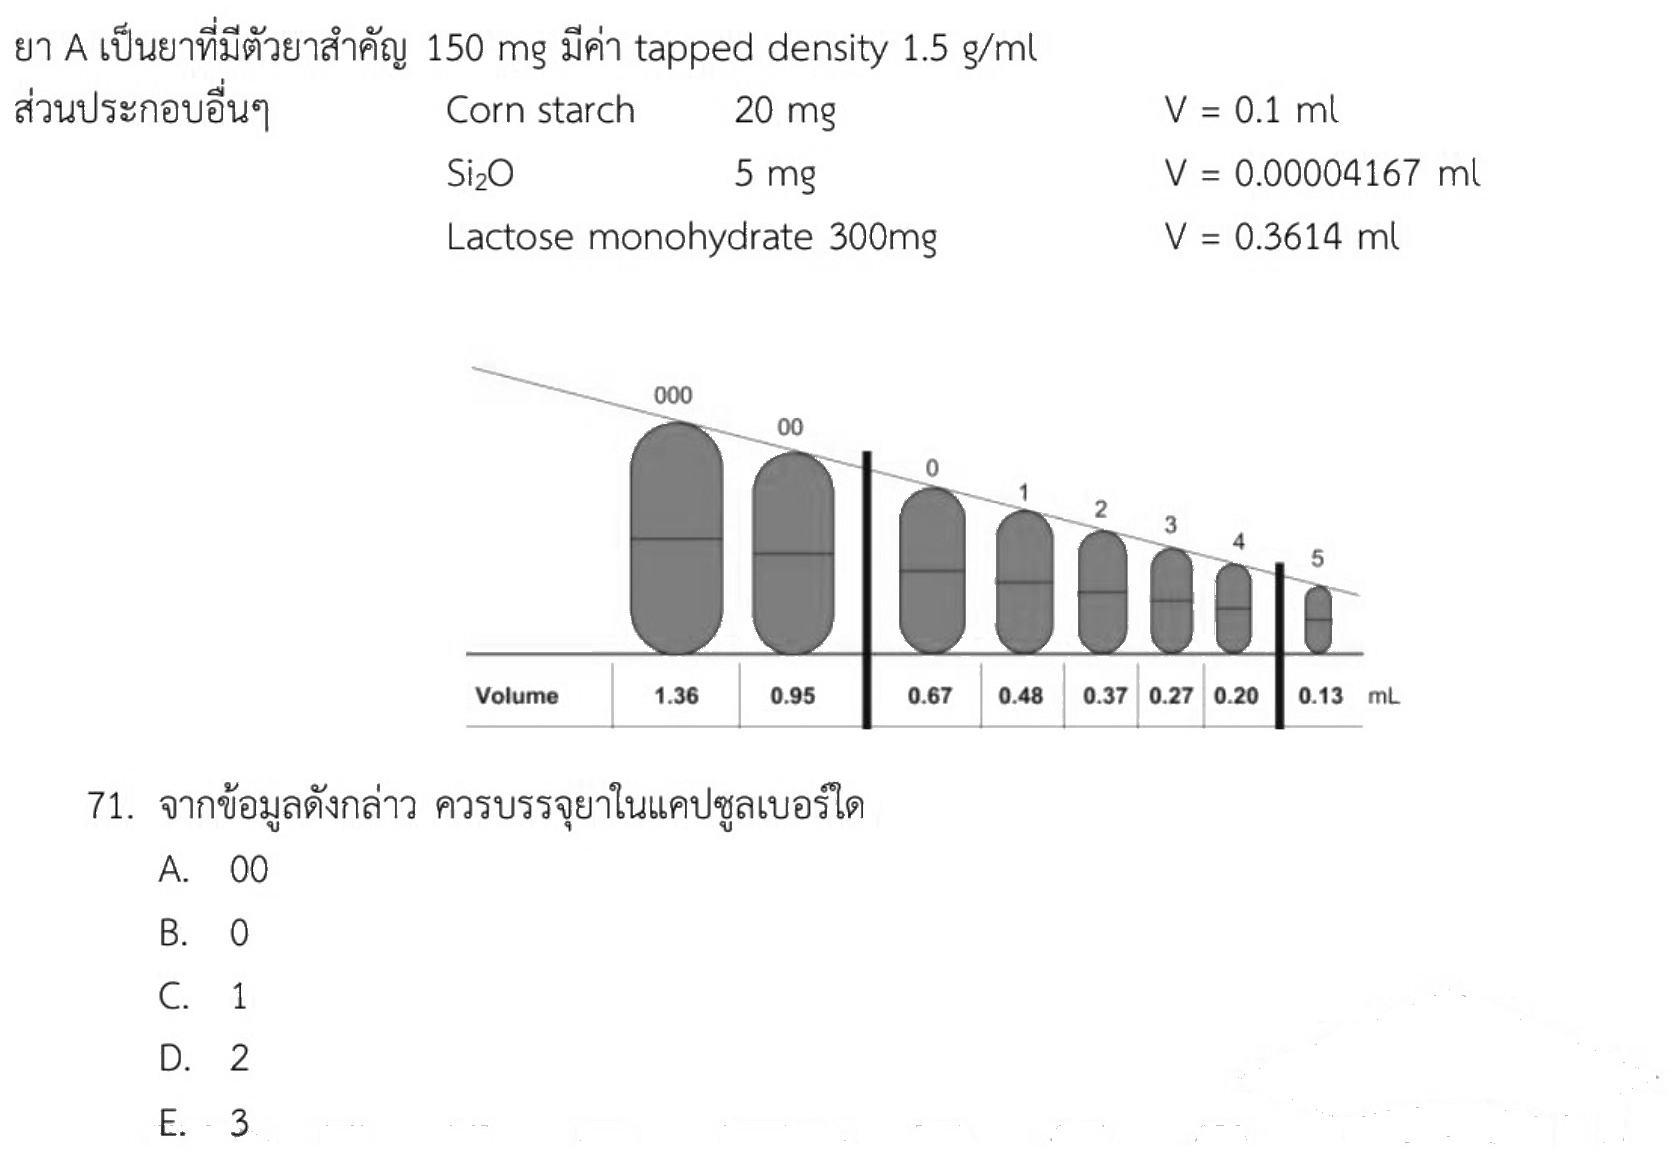 ยา A เป็นยาที่มีตัวยาสำคัญ 150 mg มีค่า tapped density 1.5 g/ml
ส่วนประกอบอื่นๆ Corn starch 20 mg V = 0.1 ml
Si₂O 5 mg V = 0.00004167 ml
Lactose monohydrate 300mg V = 0.3614 ml
000
00
0
1
2
3
4
5
Volume 1.36 0.95 0.67 0.48 0.37 0.27 0.20 0.13 mL
71. จากข้อมูลดังกล่าว ควรบรรจุยาในแคปซูลเบอร์ใด
A. 00
B. 0
C. 1
D. 2
E. 3